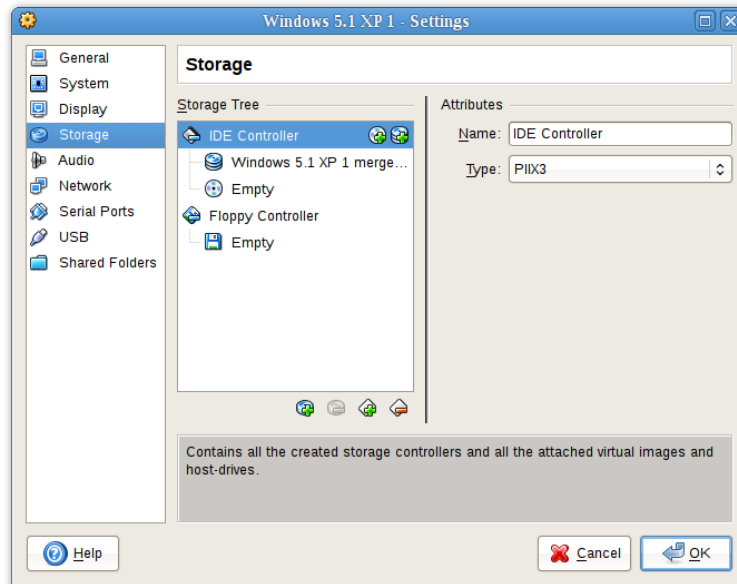 Windows 5.1 XP 1 - Settings
General
System
Display
Storage
Audio
Network
Serial Ports
USB
Shared Folders
Storage
Storage Tree
IDE Controller
Windows 5.1 XP 1 merge...
Empty
Floppy Controller
Empty
Attributes
Name: IDE Controller
Type: PIIX3
Contains all the created storage controllers and all the attached virtual images and
host-drives.
Help
Cancel
OK